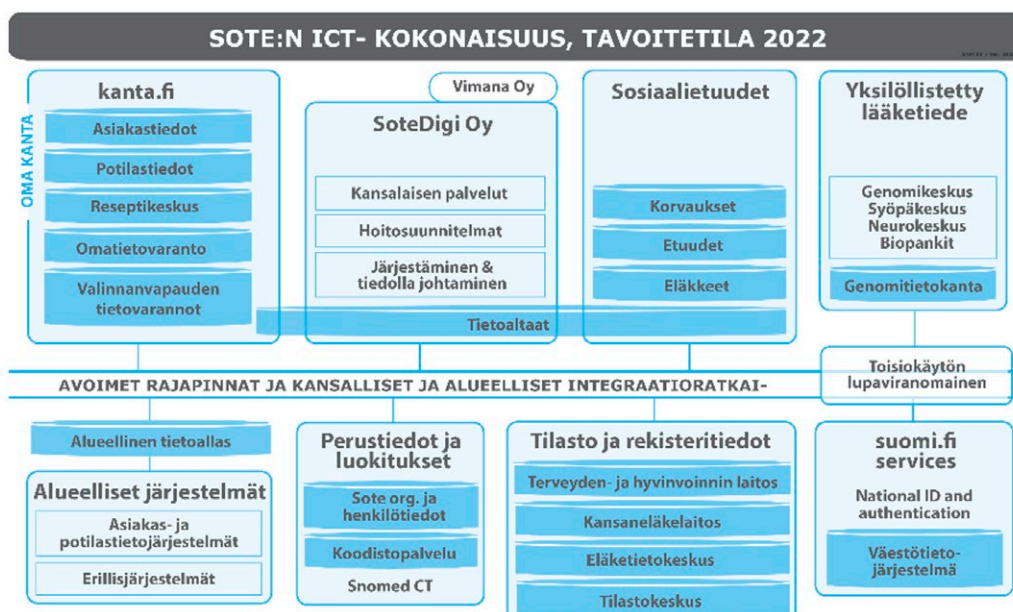 SOTE:N ICT- KOKONAISUUS, TAVOITETILA 2022
OMA KANTA
kanta.fi
Asiakastiedot
Potilastiedot
Reseptikeskus
Omatietovaranto
Valinnanvapauden
tietovarannot
Vimana Oy
SoteDigi Oy
Kansalaisen palvelut
Hoitosuunnitelmat
Järjestäminen &
tiedolla johtaminen
Tietoaltaat
Sosiaalietuudet
Korvaukset
Etuudet
Eläkkeet
Yksilöllistetty
lääketiede
Genomikeskus
Syöpäkeskus
Neurokeskus
Biopankit
Genomitietokanta
Toisiokäytön
lupaviranomainen
AVOIMET RAJAPINNAT JA KANSALLISET JA ALUEELLISET INTEGRAATIORATKAI-
Alueellinen tietoallas
Alueelliset järjestelmät
Asiakas- ja
potilastietojärjestelmät
Erillisjärjestelmät
Perustiedot ja
luokitukset
Sote org. ja
henkilötiedot
Koodistopalvelu
Snomed CT
Tilasto ja rekisteritiedot
Terveyden- ja hyvinvoinnin laitos
Kansaneläkelaitos
Eläketietokeskus
Tilastokeskus
suomi.fi
services
National ID and
authentication
Väestötieto-
järjestelmä